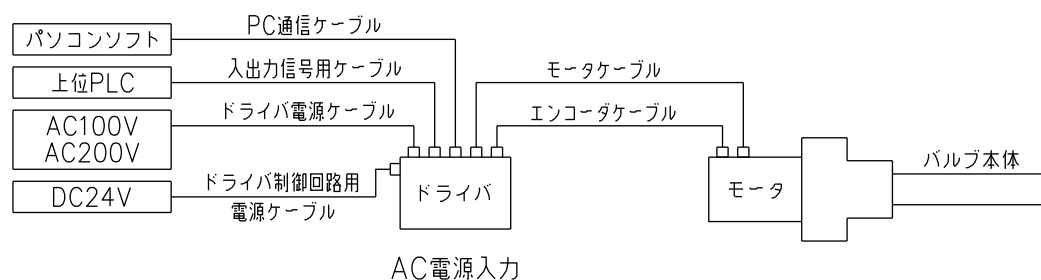 PC通信ケーブル
パソコンソフト
入出力信号用ケーブル
モータケーブル
上位PLC
ドライバ電源ケーブル
エンコーダケーブル
AC100V
AC200V
バルブ本体
ドライバ制御回路用
電源ケーブル
DC24V
ドライバ
モータ
AC電源入力